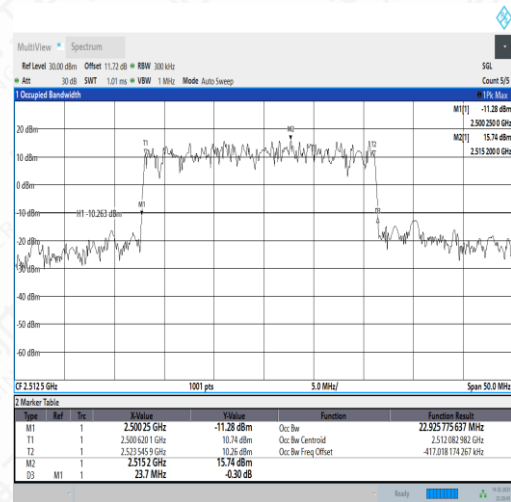 MultiView Spectrum
Ref Level 30.00 dBm Offset 11.72 dB RBW 300 kHz SGL
Att 30 dB SWT 1.01 ms VBW 1 MHz Mode Auto Sweep Count 5/5
1 Occupied Bandwidth 1Pk Max
M1[1] -11.28 dBm
2.500 250 0 GHz
M2[1] 15.74 dBm
2.515 200 0 GHz
20 dBm
10 dBm
0 dBm
-10 dBm
H1 -10.263 dBm
-20 dBm
-30 dBm
-40 dBm
-50 dBm
-60 dBm
T1
M2
T2
M1
D3
CF 2.512 5 GHz 1001 pts 5.0 MHz/ Span 50.0 MHz
2 Marker Table
Type Ref Trc X-Value Y-Value Function Function Result
M1 1 2.500 25 GHz -11.28 dBm Occ Bw 22.925 775 637 MHz
T1 1 2.500 620 1 GHz 10.74 dBm Occ Bw Centroid 2.512 082 982 GHz
T2 1 2.523 545 9 GHz 10.26 dBm Occ Bw Freq Offset -417.018 174 267 kHz
M2 1 2.515 2 GHz 15.74 dBm
D3 M1 1 23.7 MHz -0.30 dB
Ready